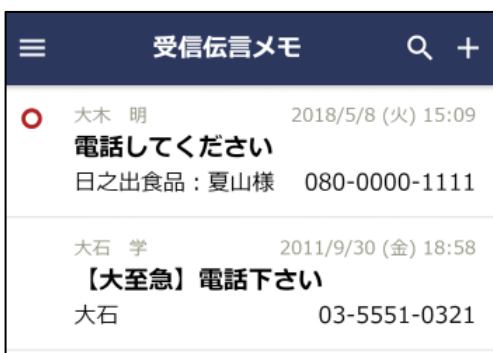 受信伝言メモ
大木　明　2018/5/8 (火) 15:09
電話してください
日之出食品：夏山様　080-0000-1111
大石　学　2011/9/30 (金) 18:58
【大至急】電話下さい
大石　03-5551-0321